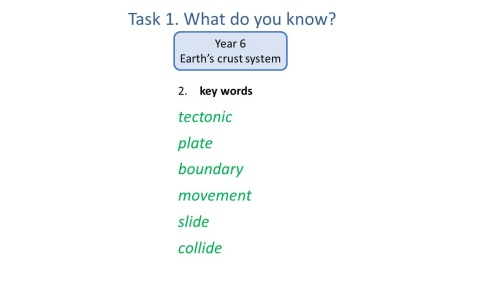 Task 1. What do you know?
Year 6
Earth's crust system
2. key words
tectonic
plate
boundary
movement
slide
collide